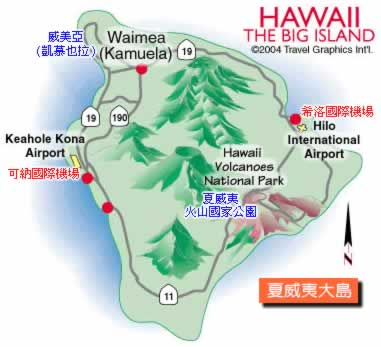 HAWAII
THE BIG ISLAND
©2004 Travel Graphics Int'l.
威美亞
(凱慕也拉)
Waimea
(Kamuela)
19
19
190
希洛國際機場
Hilo
International
Airport
Keahole Kona
Airport
可納國際機場
Hawaii
Volcanoes
National Park
夏威夷
火山國家公園
11
N
夏威夷大島